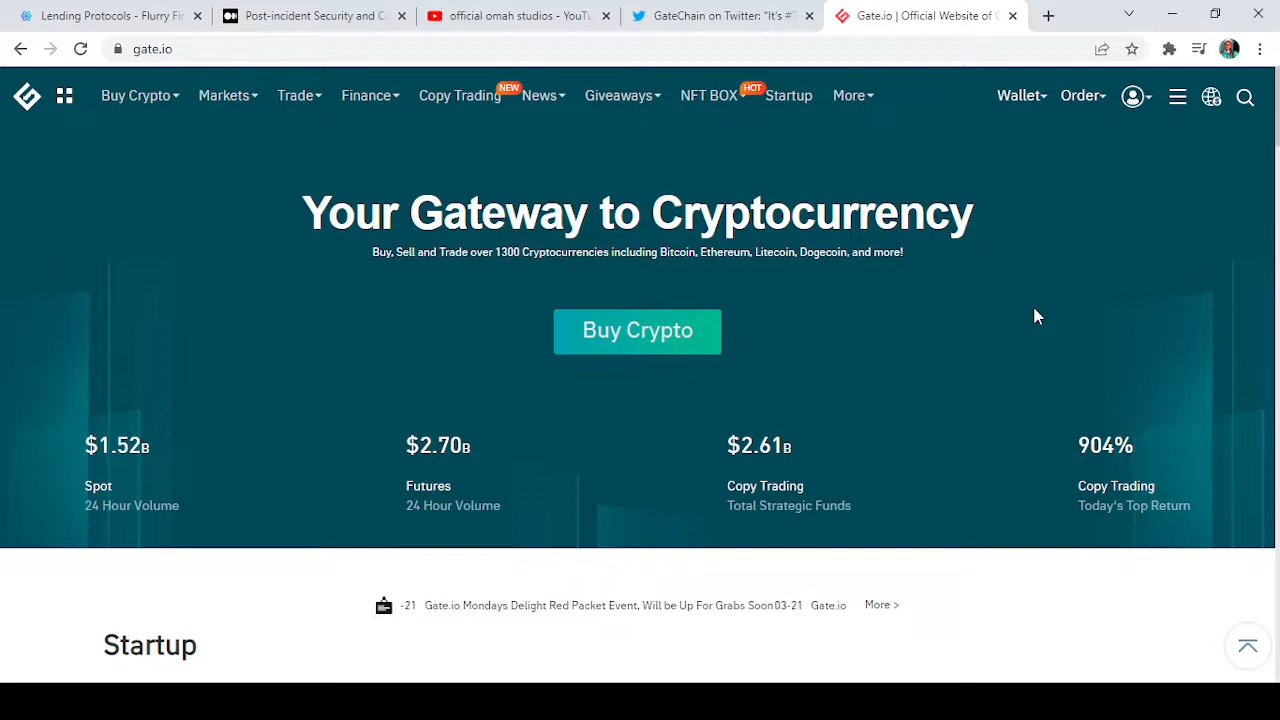 Lending Protocols - Flurry Fi
Post-incident Security and Co
official omah studios - YouTu
GateChain on Twitter: "It's #
Gate.io | Official Website of
gate.io
Buy Crypto
Markets
Trade
Finance
Copy Trading
NEW
News
Giveaways
NFT BOX
HOT
Startup
More
Wallet
Order
Your Gateway to Cryptocurrency
Buy, Sell and Trade over 1300 Cryptocurrencies including Bitcoin, Ethereum, Litecoin, Dogecoin, and more!
Buy Crypto
$1.52B
$2.70B
$2.61B
904%
Spot
Futures
Copy Trading
Copy Trading
24 Hour Volume
24 Hour Volume
Total Strategic Funds
Today's Top Return
-21 Gate.io Mondays Delight Red Packet Event, Will be Up For Grabs Soon 03-21 Gate.io More >
Startup